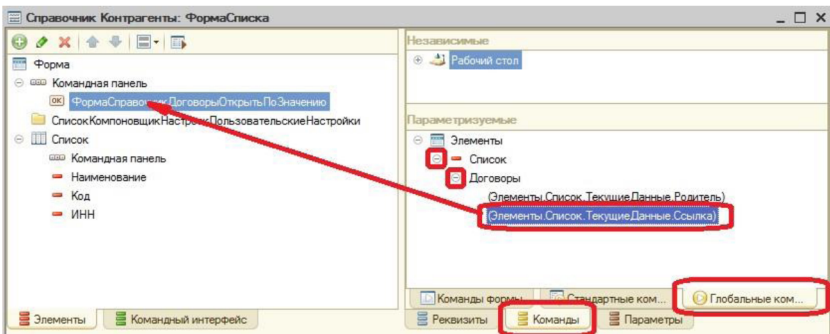 Справочник Контрагенты: ФормаСписка
Форма
Командная панель
OK ФормаСправочникДоговорыОткрытьПоЗначению
СписокКомпоновщикНастроекПользовательскиеНастройки
Список
Командная панель
Наименование
Код
ИНН
Элементы
Командный интерфейс
Независимые
Рабочий стол
Параметризуемые
Элементы
Список
Договоры
(Элементы.Список.ТекущиеДанные.Родитель)
(Элементы.Список.ТекущиеДанные.Ссылка)
Команды формы
Стандартные ком...
Глобальные ком...
Реквизиты
Команды
Параметры